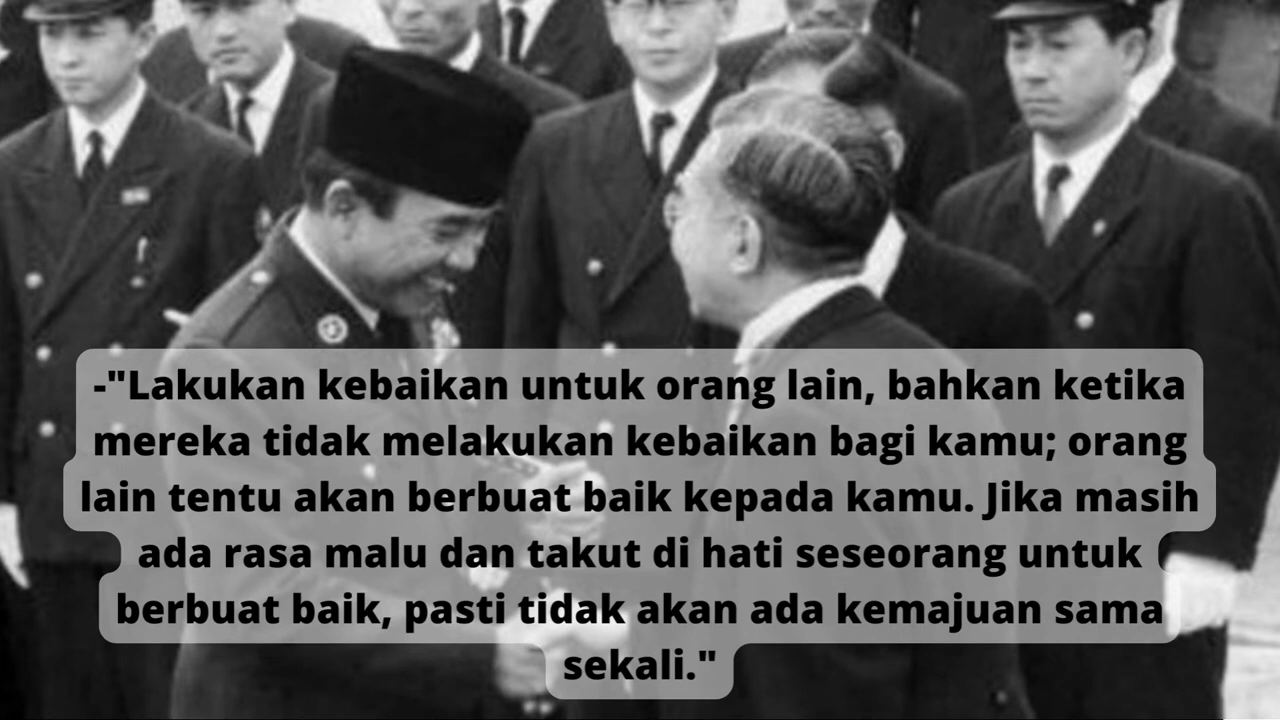 -"Lakukan kebaikan untuk orang lain, bahkan ketika
mereka tidak melakukan kebaikan bagi kamu; orang
lain tentu akan berbuat baik kepada kamu. Jika masih
ada rasa malu dan takut di hati seseorang untuk
berbuat baik, pasti tidak akan ada kemajuan sama
sekali."